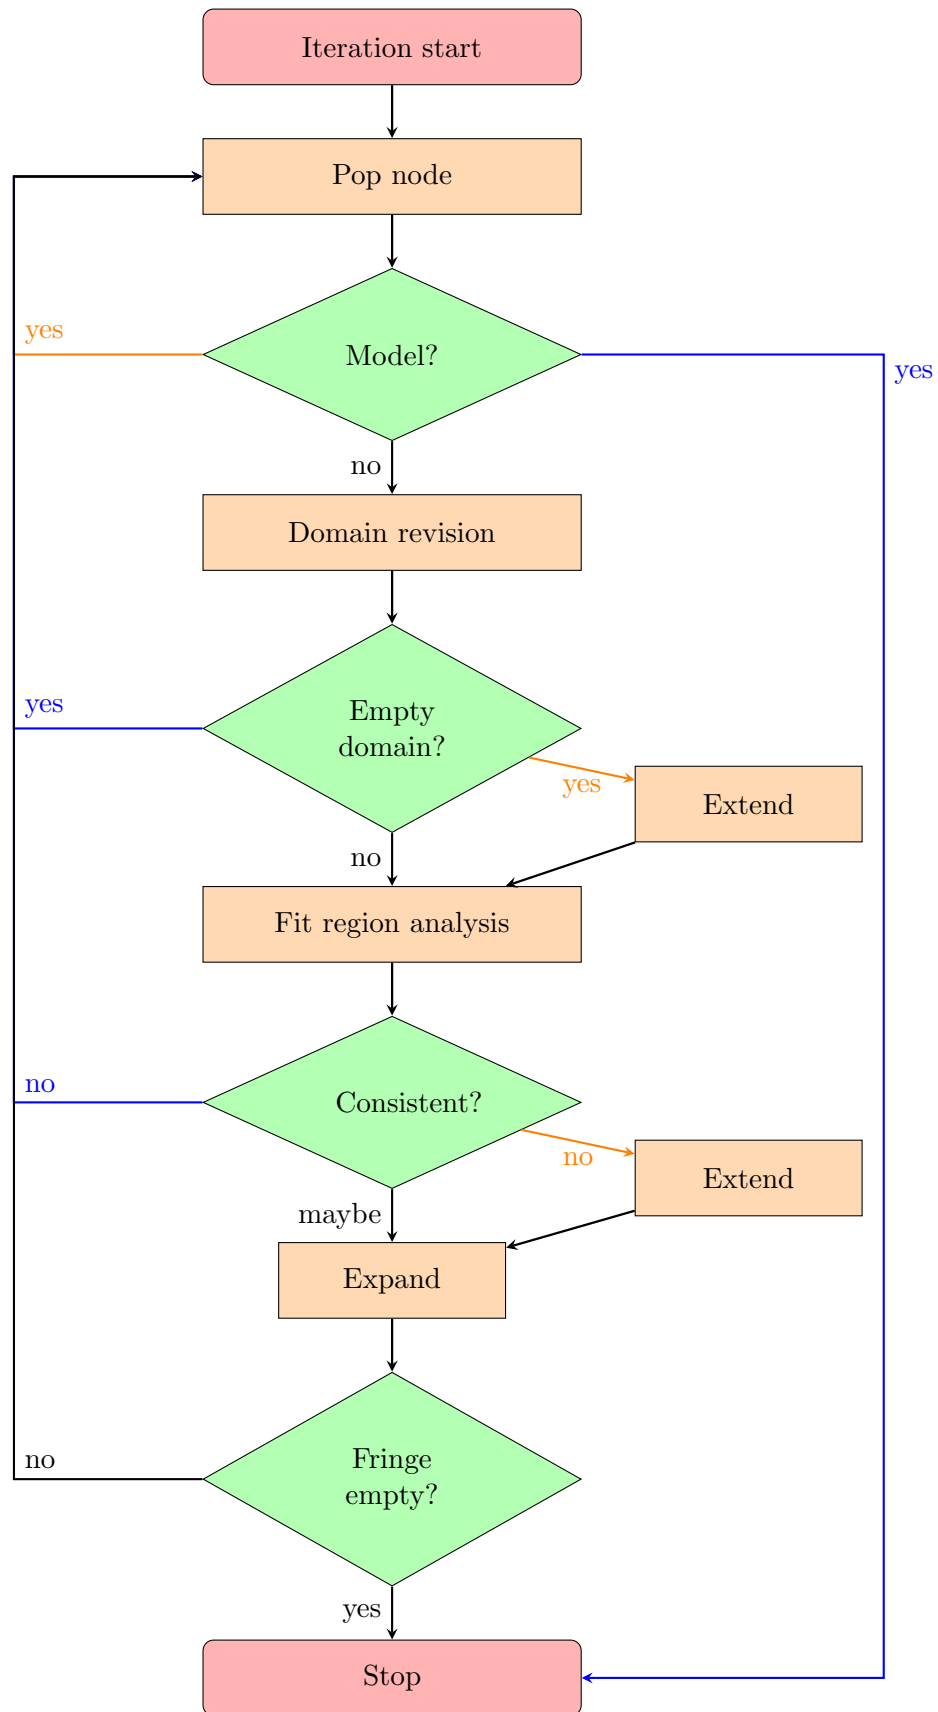 Iteration start
Pop node
yes
Model?
yes
no
Domain revision
yes
Empty
domain?
yes
Extend
no
Fit region analysis
no
Consistent?
no
Extend
maybe
Expand
no
Fringe
empty?
yes
Stop